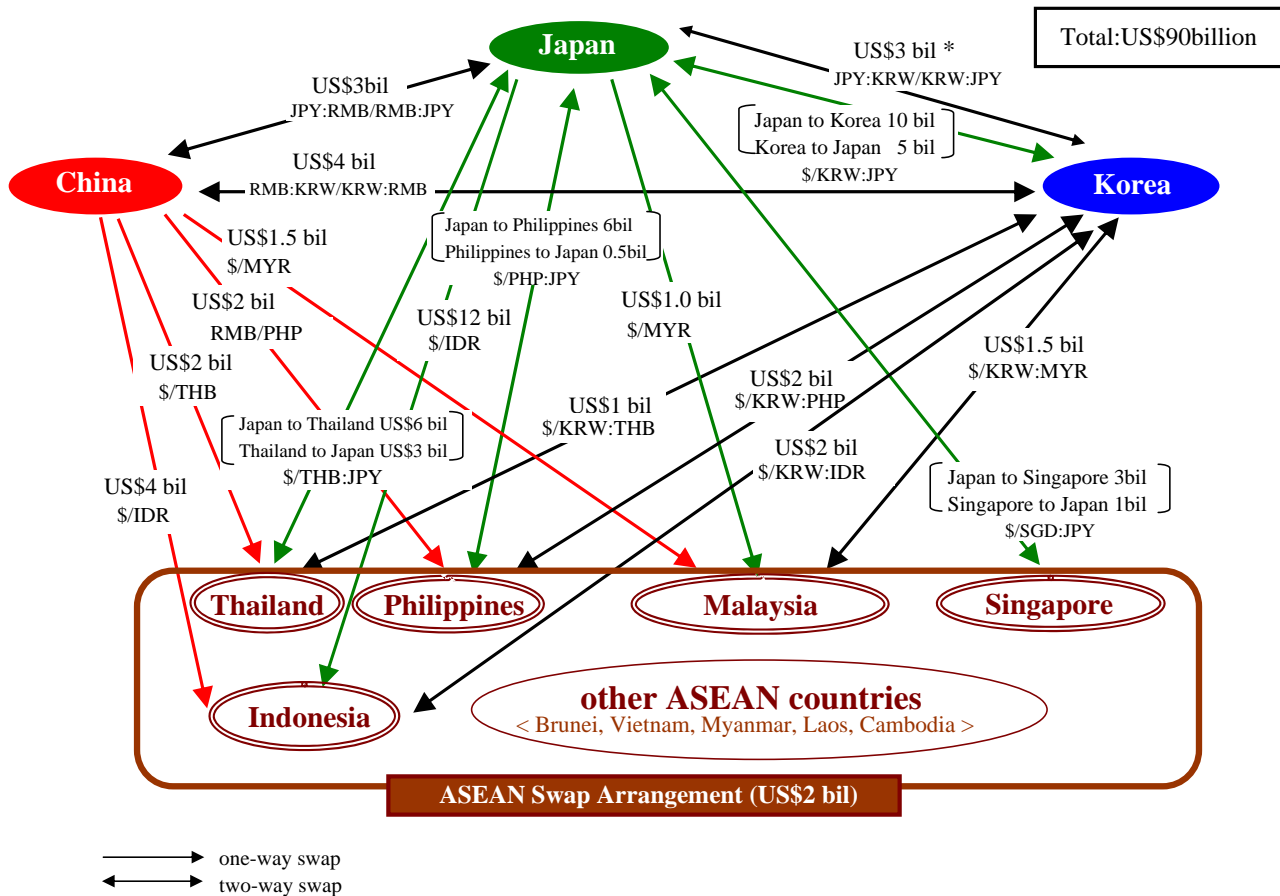 Japan
Total:US$90billion
US$3 bil *
JPY:KRW/KRW:JPY
US$3bil
JPY:RMB/RMB:JPY
Japan to Korea 10 bil
Korea to Japan 5 bil
$/KRW:JPY
US$4 bil
RMB:KRW/KRW:RMB
China
Korea
Japan to Philippines 6bil
Philippines to Japan 0.5bil
$/PHP:JPY
US$1.5 bil
$/MYR
US$2 bil
RMB/PHP
US$12 bil
$/IDR
US$1.0 bil
$/MYR
US$2 bil
$/THB
US$1.5 bil
$/KRW:MYR
US$2 bil
$/KRW:PHP
US$1 bil
$/KRW:THB
Japan to Thailand US$6 bil
Thailand to Japan US$3 bil
$/THB:JPY
US$2 bil
$/KRW:IDR
Japan to Singapore 3bil
Singapore to Japan 1bil
$/SGD:JPY
US$4 bil
$/IDR
Thailand
Philippines
Malaysia
Singapore
Indonesia
other ASEAN countries
< Brunei, Vietnam, Myanmar, Laos, Cambodia >
ASEAN Swap Arrangement (US$2 bil)
one-way swap
two-way swap